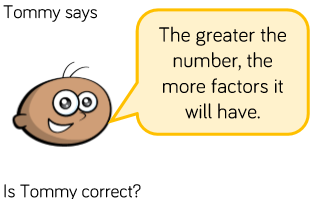 Tommy says
The greater the
number, the
more factors it
will have.
Is Tommy correct?